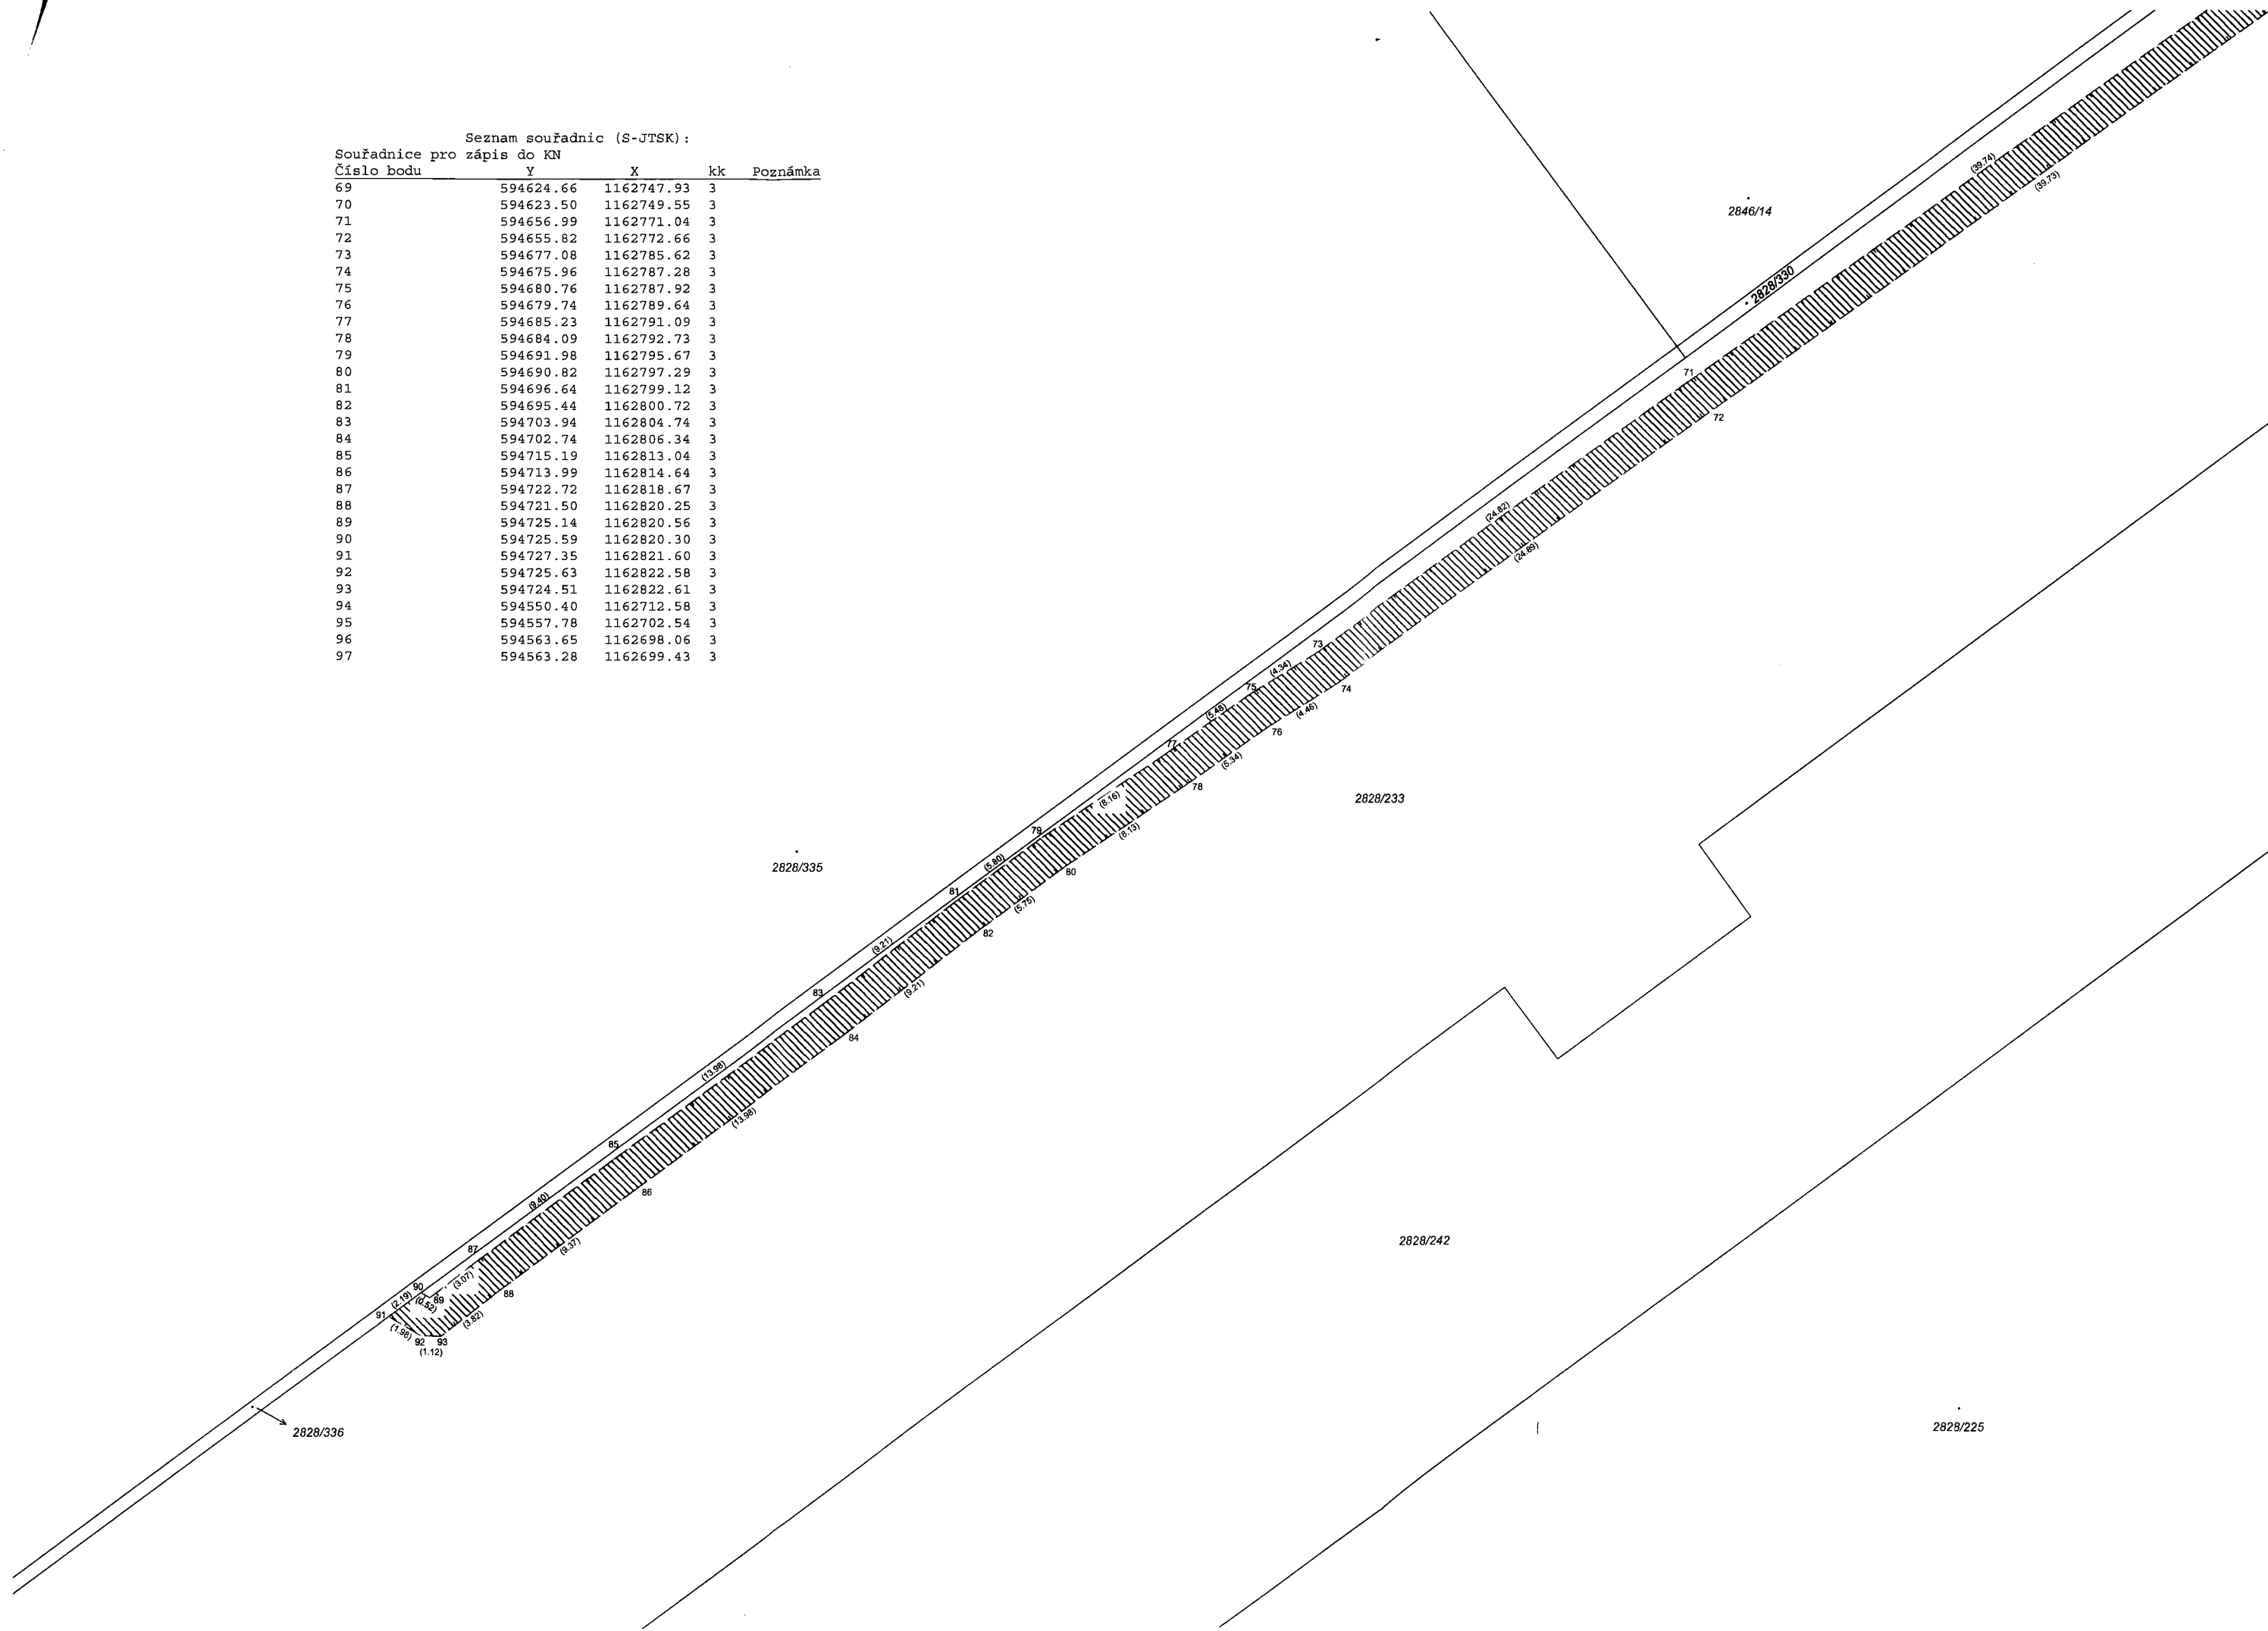 Seznam souřadnic (S-JTSK):
Souřadnice pro zápis do KN
Číslo bodu Y X kk Poznámka
69 594624.66 1162747.93 3
70 594623.50 1162749.55 3
71 594656.99 1162771.04 3
72 594655.82 1162772.66 3
73 594677.08 1162785.62 3
74 594675.96 1162787.28 3
75 594680.76 1162787.92 3
76 594679.74 1162789.64 3
77 594685.23 1162791.09 3
78 594684.09 1162792.73 3
79 594691.98 1162795.67 3
80 594690.82 1162797.29 3
81 594696.64 1162799.12 3
82 594695.44 1162800.72 3
83 594703.94 1162804.74 3
84 594702.74 1162806.34 3
85 594715.19 1162813.04 3
86 594713.99 1162814.64 3
87 594722.72 1162818.67 3
88 594721.50 1162820.25 3
89 594725.14 1162820.56 3
90 594725.59 1162820.30 3
91 594727.35 1162821.60 3
92 594725.63 1162822.58 3
93 594724.51 1162822.61 3
94 594550.40 1162712.58 3
95 594557.78 1162702.54 3
96 594563.65 1162698.06 3
97 594563.28 1162699.43 3
(39.74)
(39.73)
2846/14
2828/330
71
72
(24.82)
(24.89)
73
(4.34)
74
75
(4.46)
(5.48)
76
77
(5.34)
78
(8.16)
2828/233
79
(8.13)
2828/335
(5.80)
80
81
(5.75)
82
(9.21)
(9.21)
83
84
(13.98)
(13.98)
85
86
(9.40)
(9.37)
2828/242
87
(3.07)
88
90
89
(2.19)
(0.52)
91
(3.82)
(1.98)
92
93
(1.12)
2828/336
2828/225